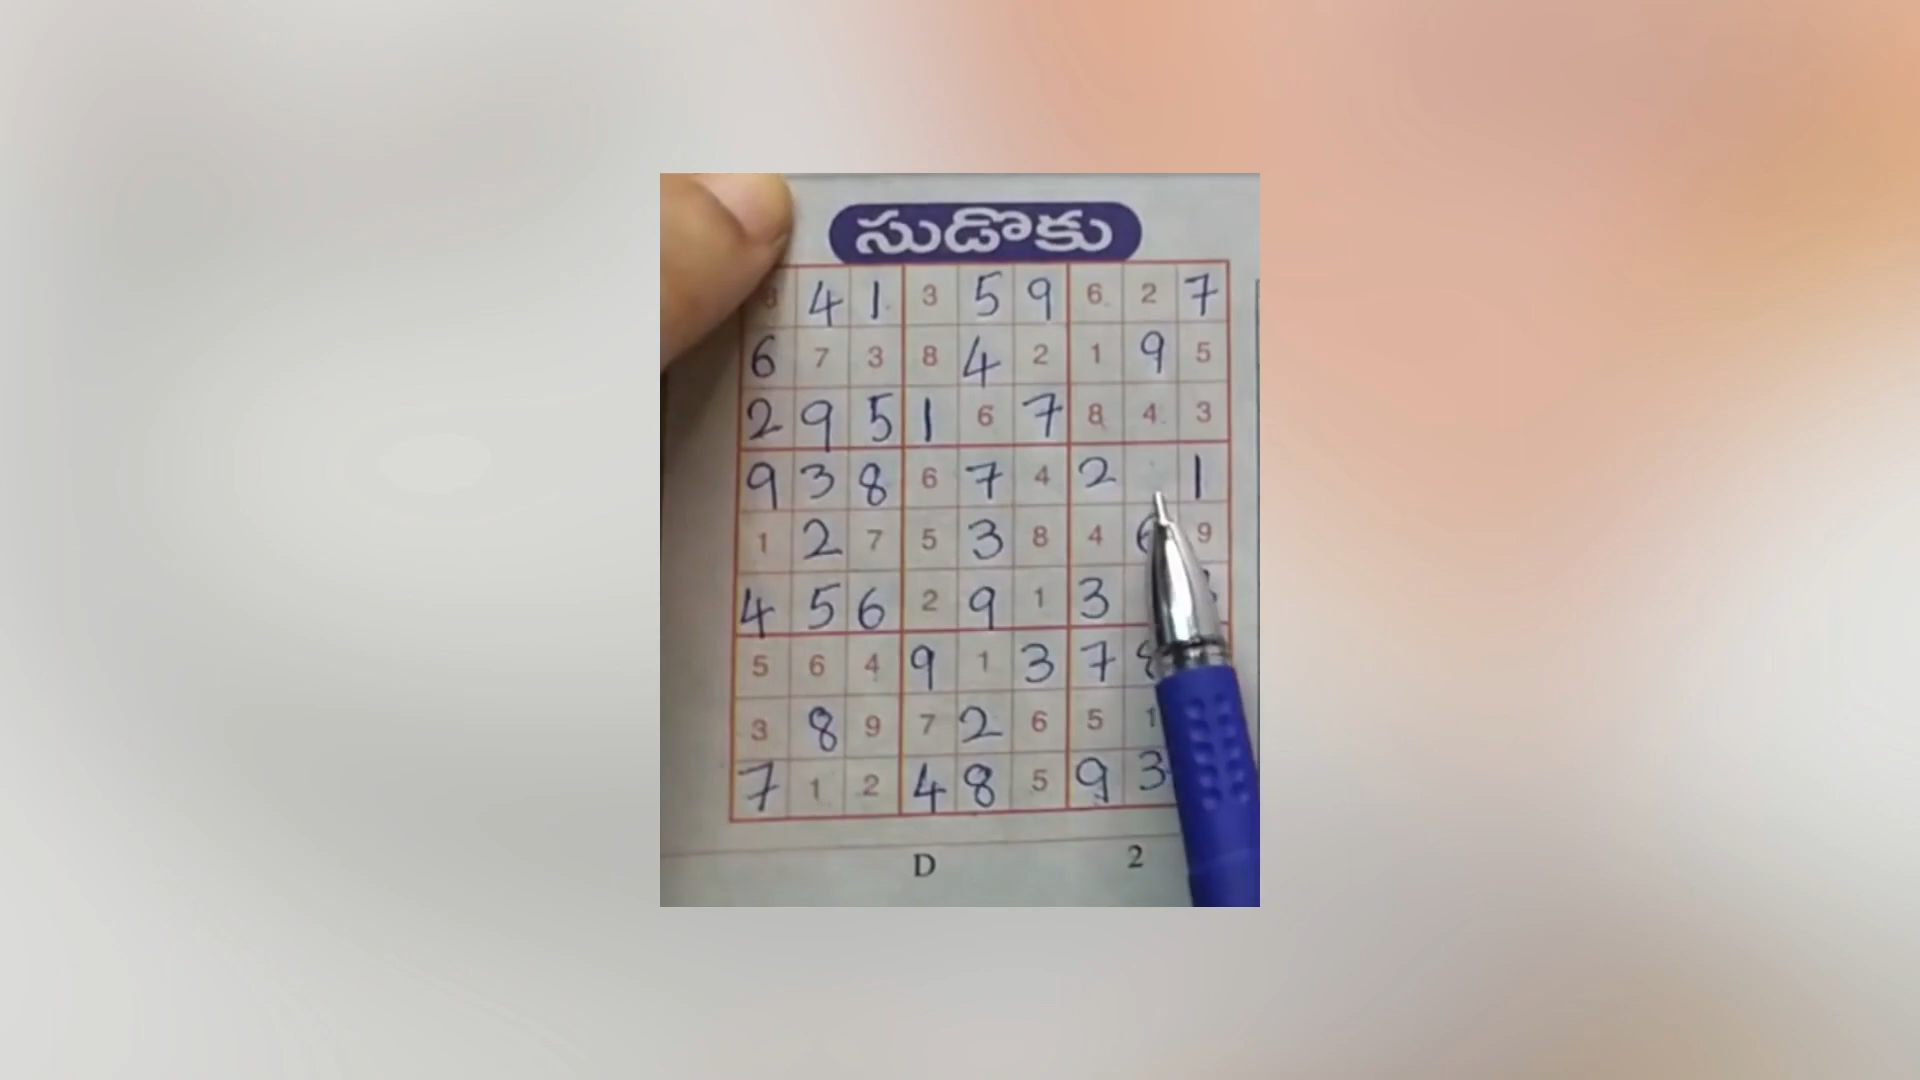 సుడొకు
8 4 1 3 5 9 6 2 7
6 7 3 8 4 2 1 9 5
2 9 5 1 6 7 8 4 3
9 3 8 6 7 4 2 1
1 2 7 5 3 8 4 6 9
4 5 6 2 9 1 3
5 6 4 9 1 3 7 8
3 8 9 7 2 6 5 1
7 1 2 4 8 5 9 3
D 2